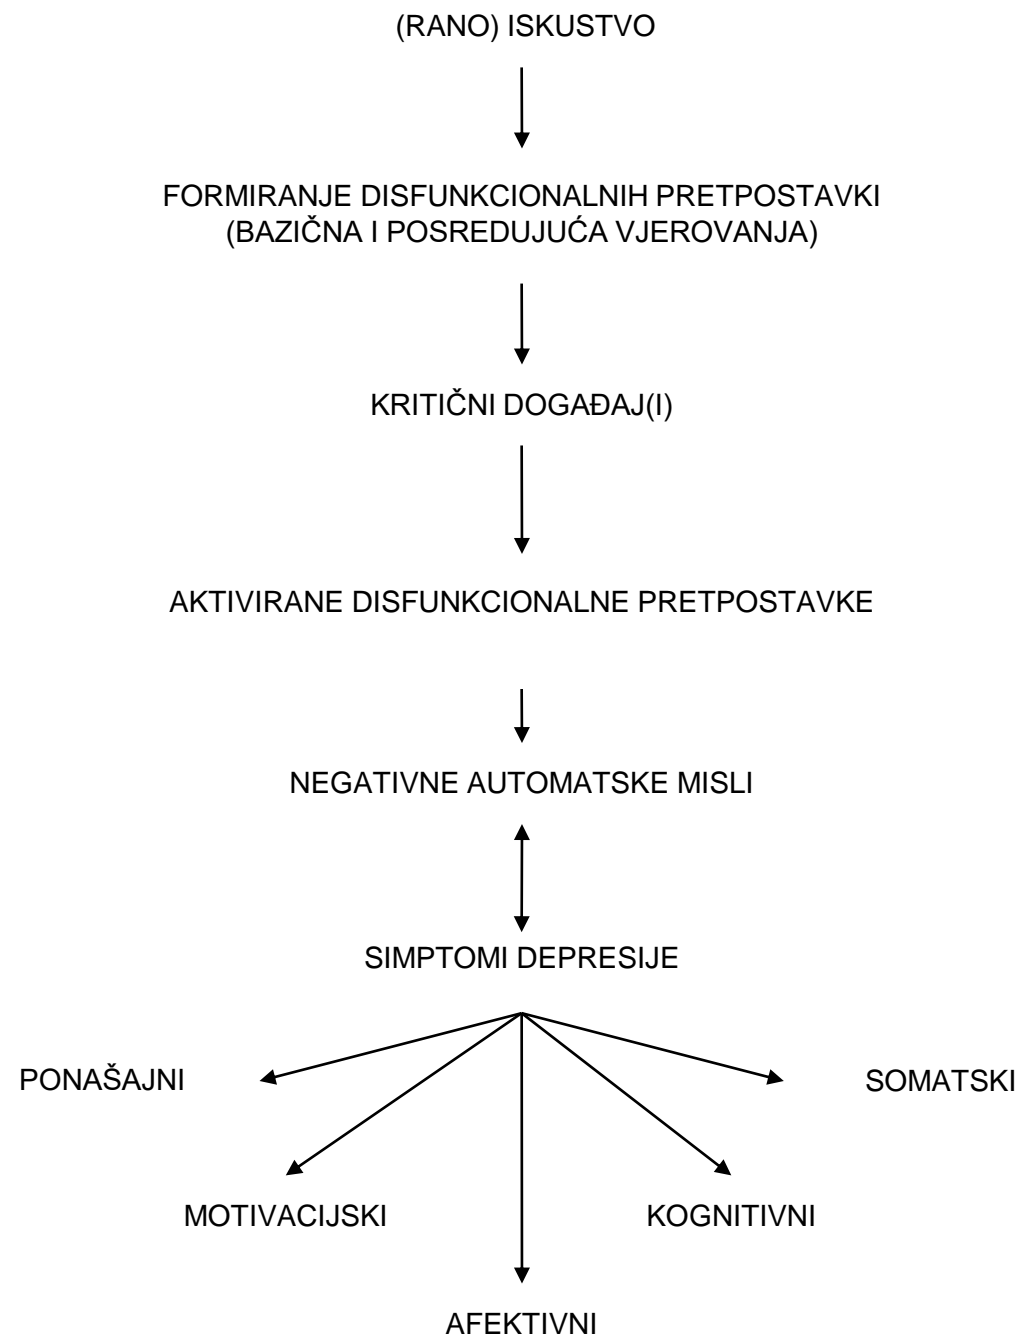 (RANO) ISKUSTVO
FORMIRANJE DISFUNKCIONALNIH PRETPOSTAVKI
(BAZIČNA I POSREDUJUĆA VJEROVANJA)
KRITIČNI DOGAĐAJ(I)
AKTIVIRANE DISFUNKCIONALNE PRETPOSTAVKE
NEGATIVNE AUTOMATSKE MISLI
SIMPTOMI DEPRESIJE
PONAŠAJNI
SOMATSKI
MOTIVACIJSKI
KOGNITIVNI
AFEKTIVNI